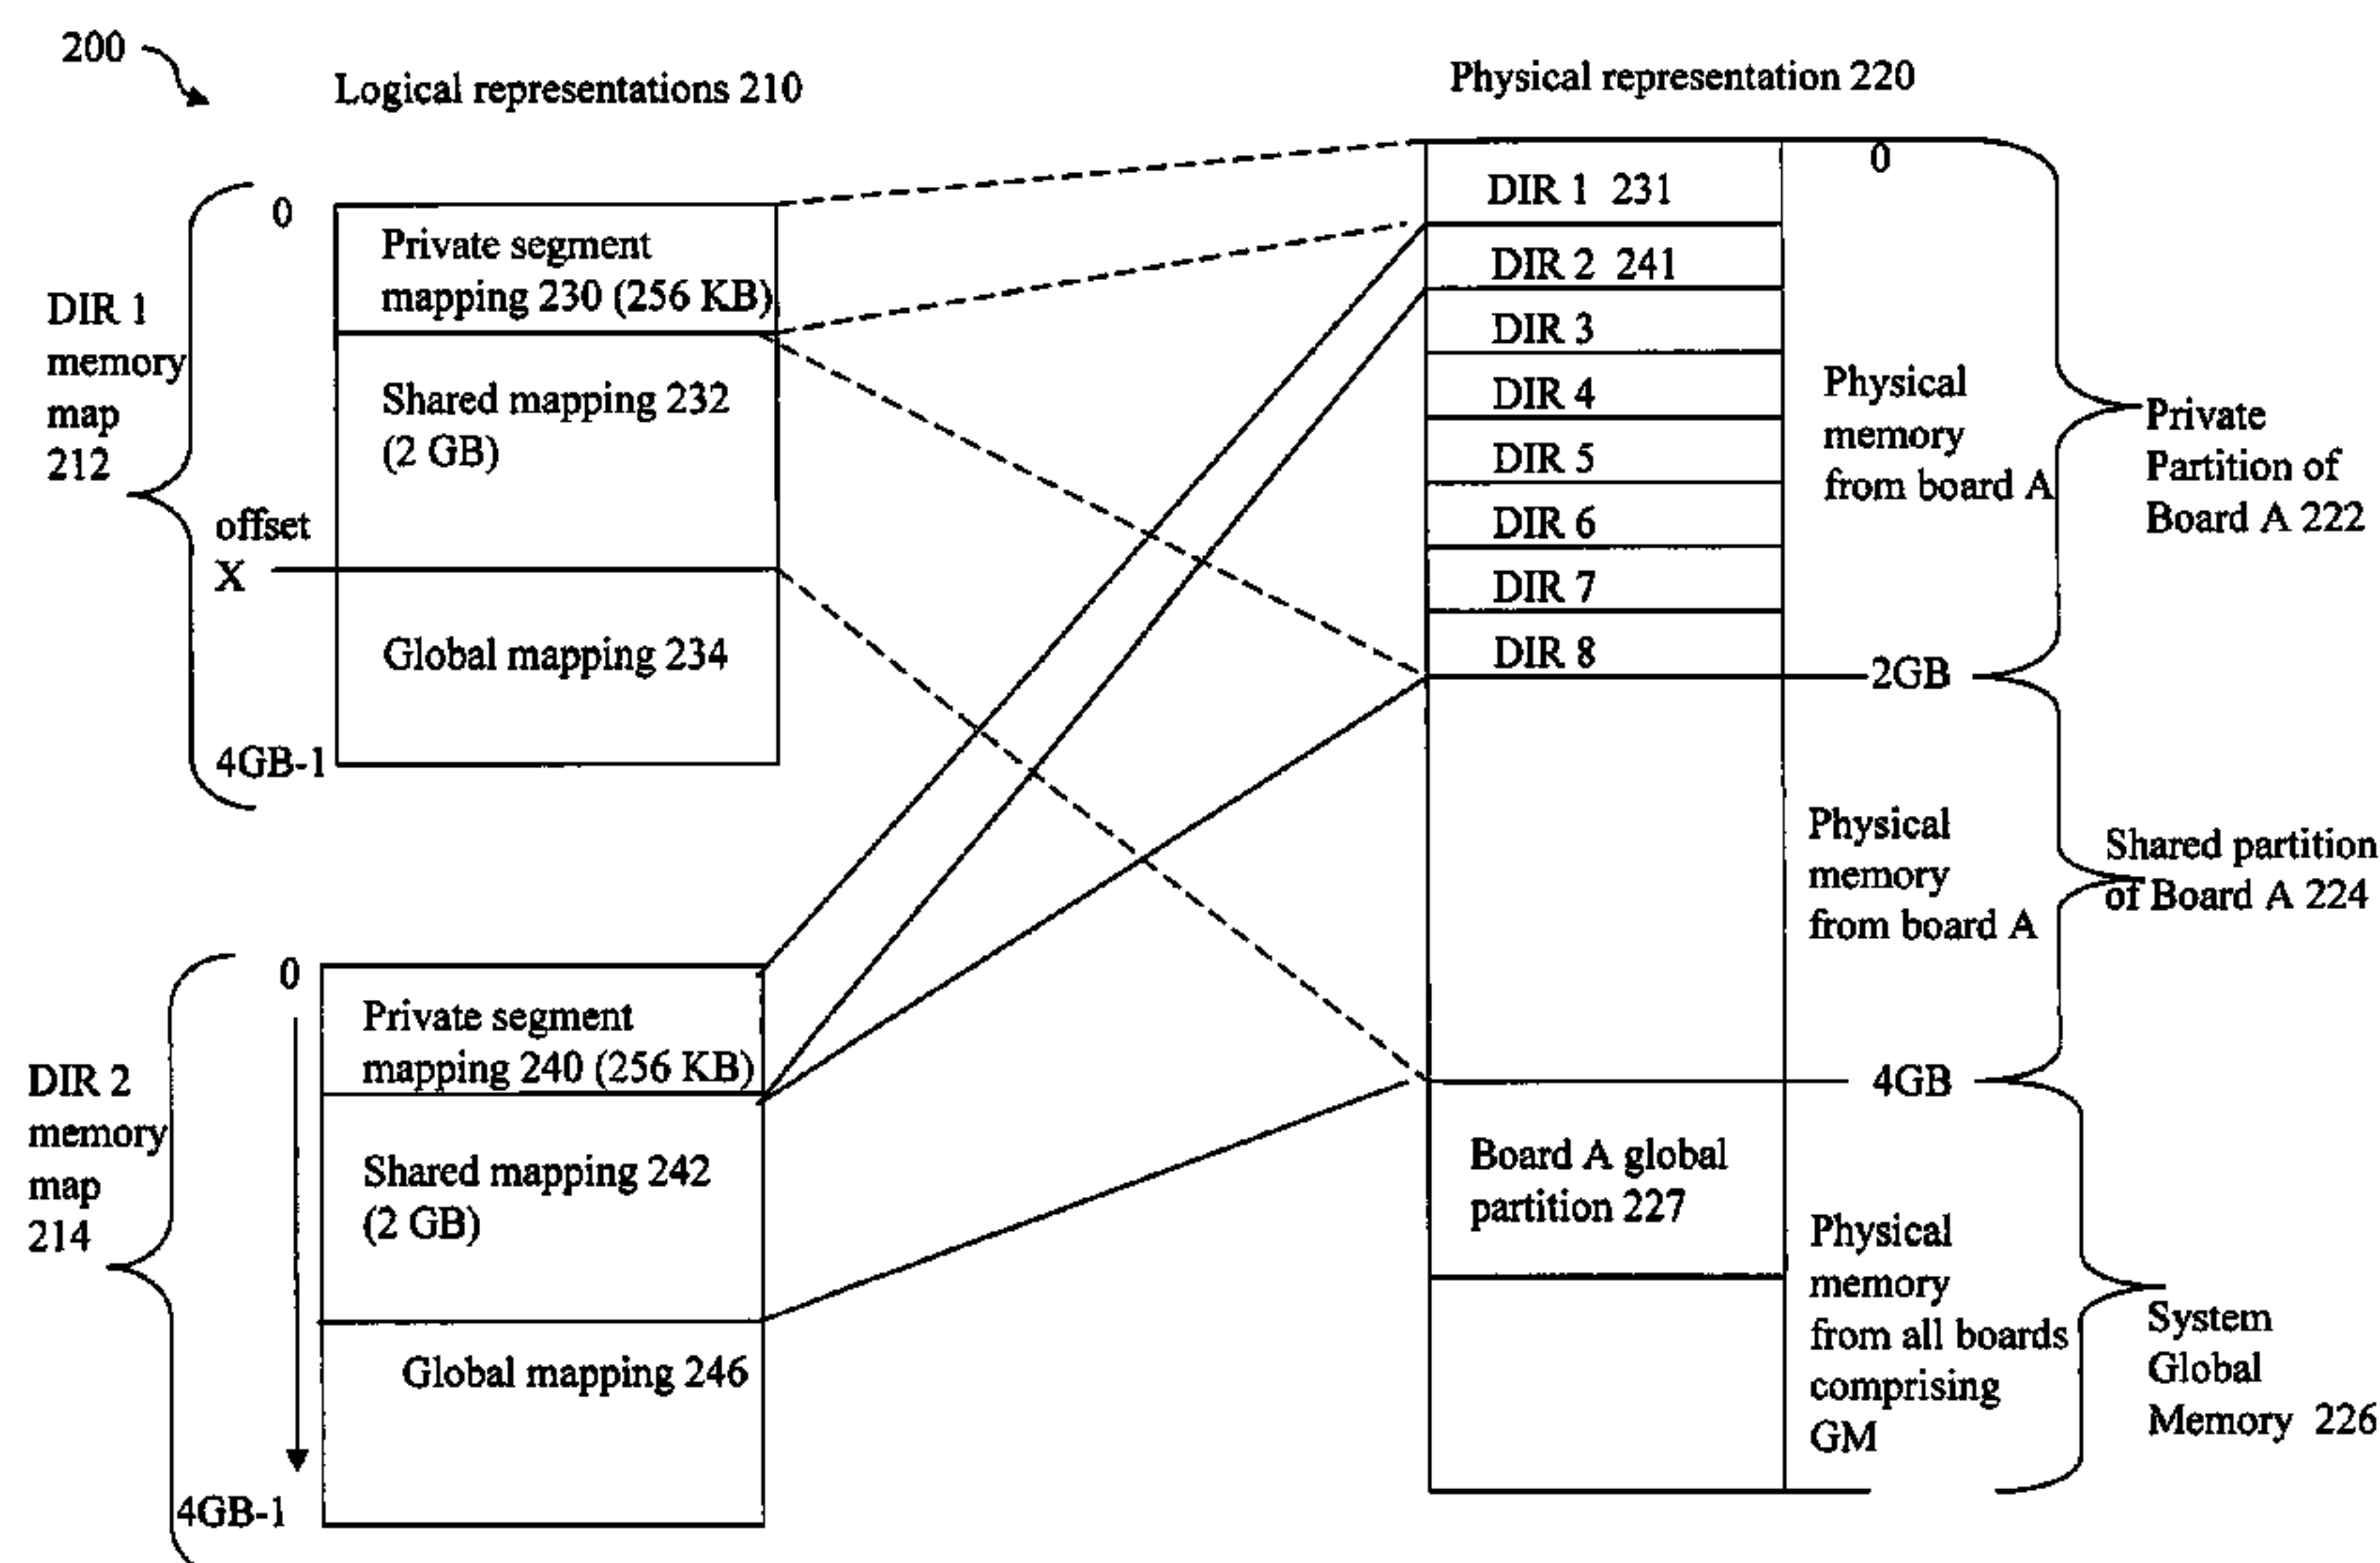 200
Logical representations 210
Physical representation 220
DIR 1
memory
map
212
0
Private segment
mapping 230 (256 KB)
Shared mapping 232
(2 GB)
offset
X
Global mapping 234
4GB-1
DIR 2
memory
map
214
0
Private segment
mapping 240 (256 KB)
Shared mapping 242
(2 GB)
Global mapping 246
4GB-1
DIR 1 231
DIR 2 241
DIR 3
DIR 4
DIR 5
DIR 6
DIR 7
DIR 8
Board A global
partition 227
0
Physical
memory
from board A
2GB
Physical
memory
from board A
4GB
Physical
memory
from all boards
comprising
GM
Private
Partition of
Board A 222
Shared partition
of Board A 224
System
Global
Memory 226